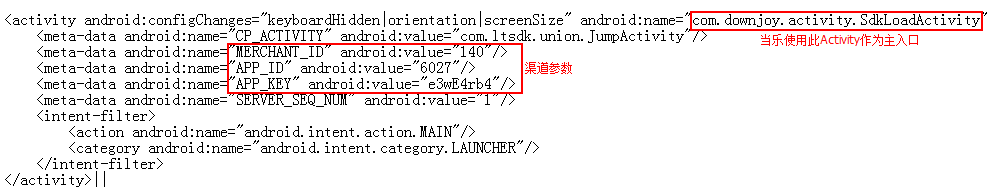 <activity android:configChanges="keyboardHidden|orientation|screenSize" android:name="com.downjoy.activity.SdkLoadActivity"
<meta-data android:name="CP_ACTIVITY" android:value="com.ltsdk.union.JumpActivity"/>
当乐使用此Activity作为主入口
<meta-data android:name="MERCHANT_ID" android:value="140"/>
<meta-data android:name="APP_ID" android:value="6027"/>
渠道参数
<meta-data android:name="APP_KEY" android:value="e3wE4rb4"/>
<meta-data android:name="SERVER_SEQ_NUM" android:value="1"/>
<intent-filter>
<action android:name="android.intent.action.MAIN"/>
<category android:name="android.intent.category.LAUNCHER"/>
</intent-filter>
</activity>||